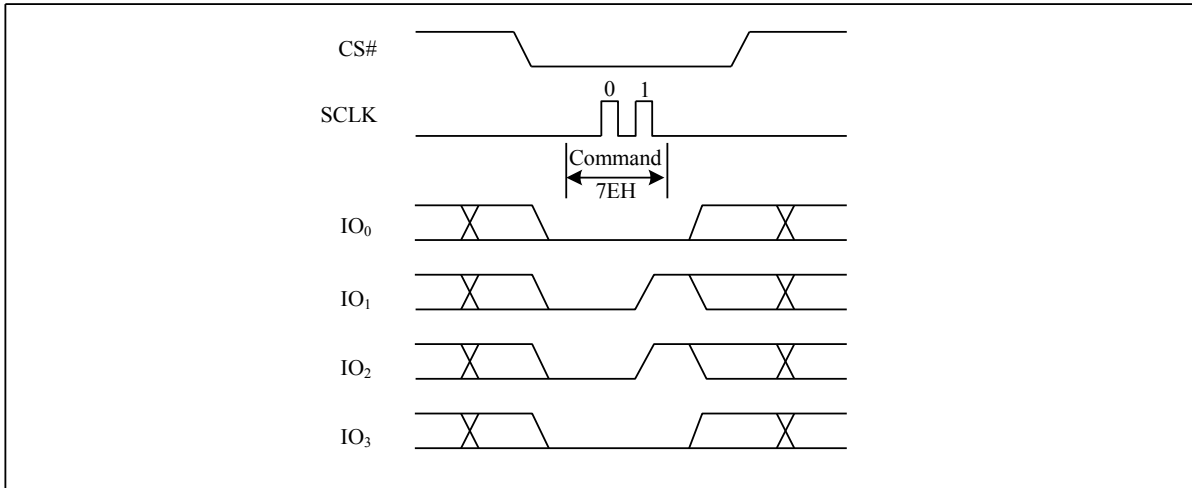 CS#
0 1
SCLK
Command
7EH
IO₀
IO₁
IO₂
IO₃